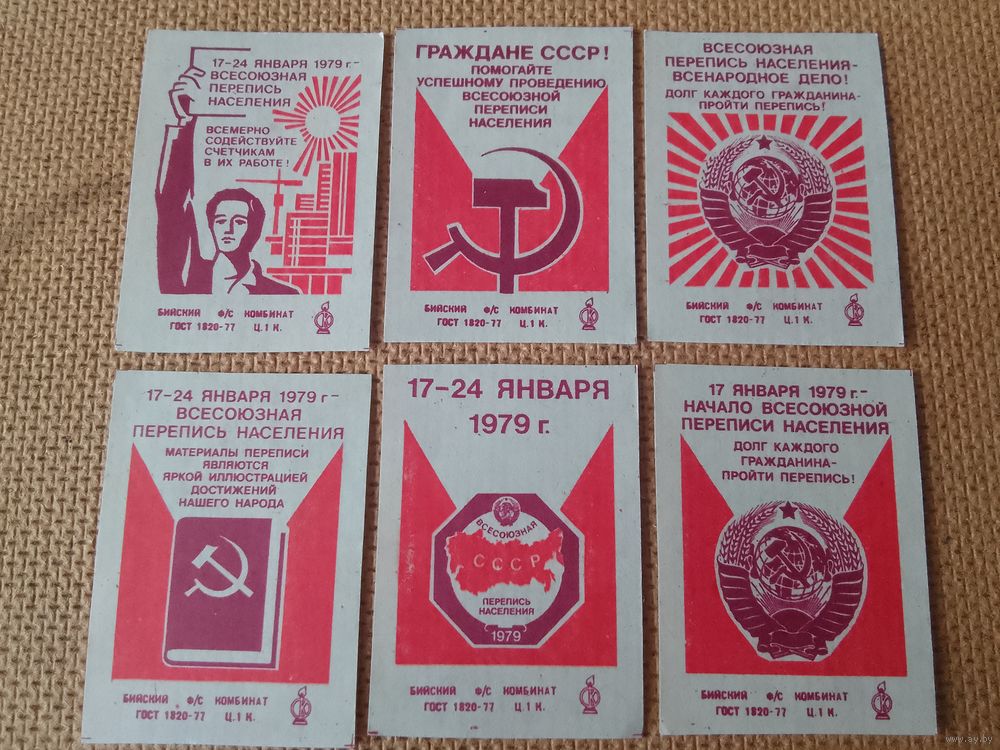 17-24 ЯНВАРЯ 1979 г.-
ВСЕСОЮЗНАЯ
ПЕРЕПИСЬ
НАСЕЛЕНИЯ
ВСЕМЕРНО
СОДЕЙСТВУЙТЕ
СЧЕТЧИКАМ
В ИХ РАБОТЕ!
БИЙСКИЙ Ф/С КОМБИНАТ
ГОСТ 1820-77 Ц.1 К.
ГРАЖДАНЕ СССР!
ПОМОГАЙТЕ
УСПЕШНОМУ ПРОВЕДЕНИЮ
ВСЕСОЮЗНОЙ
ПЕРЕПИСИ
НАСЕЛЕНИЯ
БИЙСКИЙ Ф/С КОМБИНАТ
ГОСТ 1820-77 Ц.1 К.
ВСЕСОЮЗНАЯ
ПЕРЕПИСЬ НАСЕЛЕНИЯ-
ВСЕНАРОДНОЕ ДЕЛО!
ДОЛГ КАЖДОГО ГРАЖДАНИНА-
ПРОЙТИ ПЕРЕПИСЬ!
БИЙСКИЙ Ф/С КОМБИНАТ
ГОСТ 1820-77 Ц.1 К.
17-24 ЯНВАРЯ 1979 г-
ВСЕСОЮЗНАЯ
ПЕРЕПИСЬ НАСЕЛЕНИЯ
МАТЕРИАЛЫ ПЕРЕПИСИ
ЯВЛЯЮТСЯ
ЯРКОЙ ИЛЛЮСТРАЦИЕЙ
ДОСТИЖЕНИЙ
НАШЕГО НАРОДА
БИЙСКИЙ Ф/С КОМБИНАТ
ГОСТ 1820-77 Ц.1 К.
17-24 ЯНВАРЯ
1979 г.
ВСЕСОЮЗНАЯ
СССР
ПЕРЕПИСЬ
НАСЕЛЕНИЯ
1979
БИЙСКИЙ Ф/С КОМБИНАТ
ГОСТ 1820-77 Ц.1 К.
17 ЯНВАРЯ 1979 г.-
НАЧАЛО ВСЕСОЮЗНОЙ
ПЕРЕПИСИ НАСЕЛЕНИЯ
ДОЛГ КАЖДОГО
ГРАЖДАНИНА-
ПРОЙТИ ПЕРЕПИСЬ!
БИЙСКИЙ Ф/С КОМБИНАТ
ГОСТ 1820-77 Ц.1 К.
www.ay.by